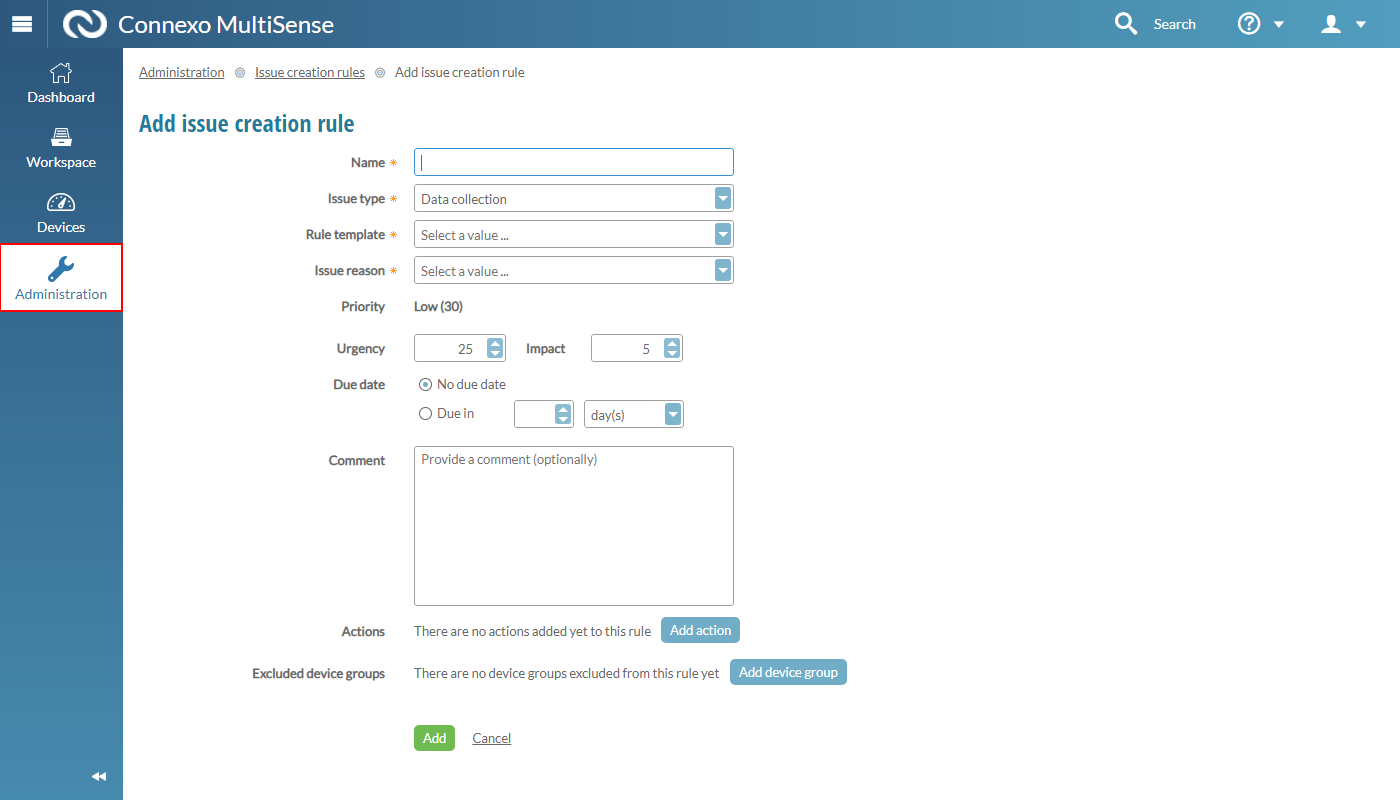 Connexo MultiSense
Search
Dashboard
Workspace
Devices
Administration
Administration Issue creation rules Add issue creation rule
Add issue creation rule
Name *
Issue type * Data collection
Rule template * Select a value ...
Issue reason * Select a value ...
Priority Low (30)
Urgency 25 Impact 5
Due date No due date
Due in day(s)
Comment Provide a comment (optionally)
Actions There are no actions added yet to this rule Add action
Excluded device groups There are no device groups excluded from this rule yet Add device group
Add Cancel